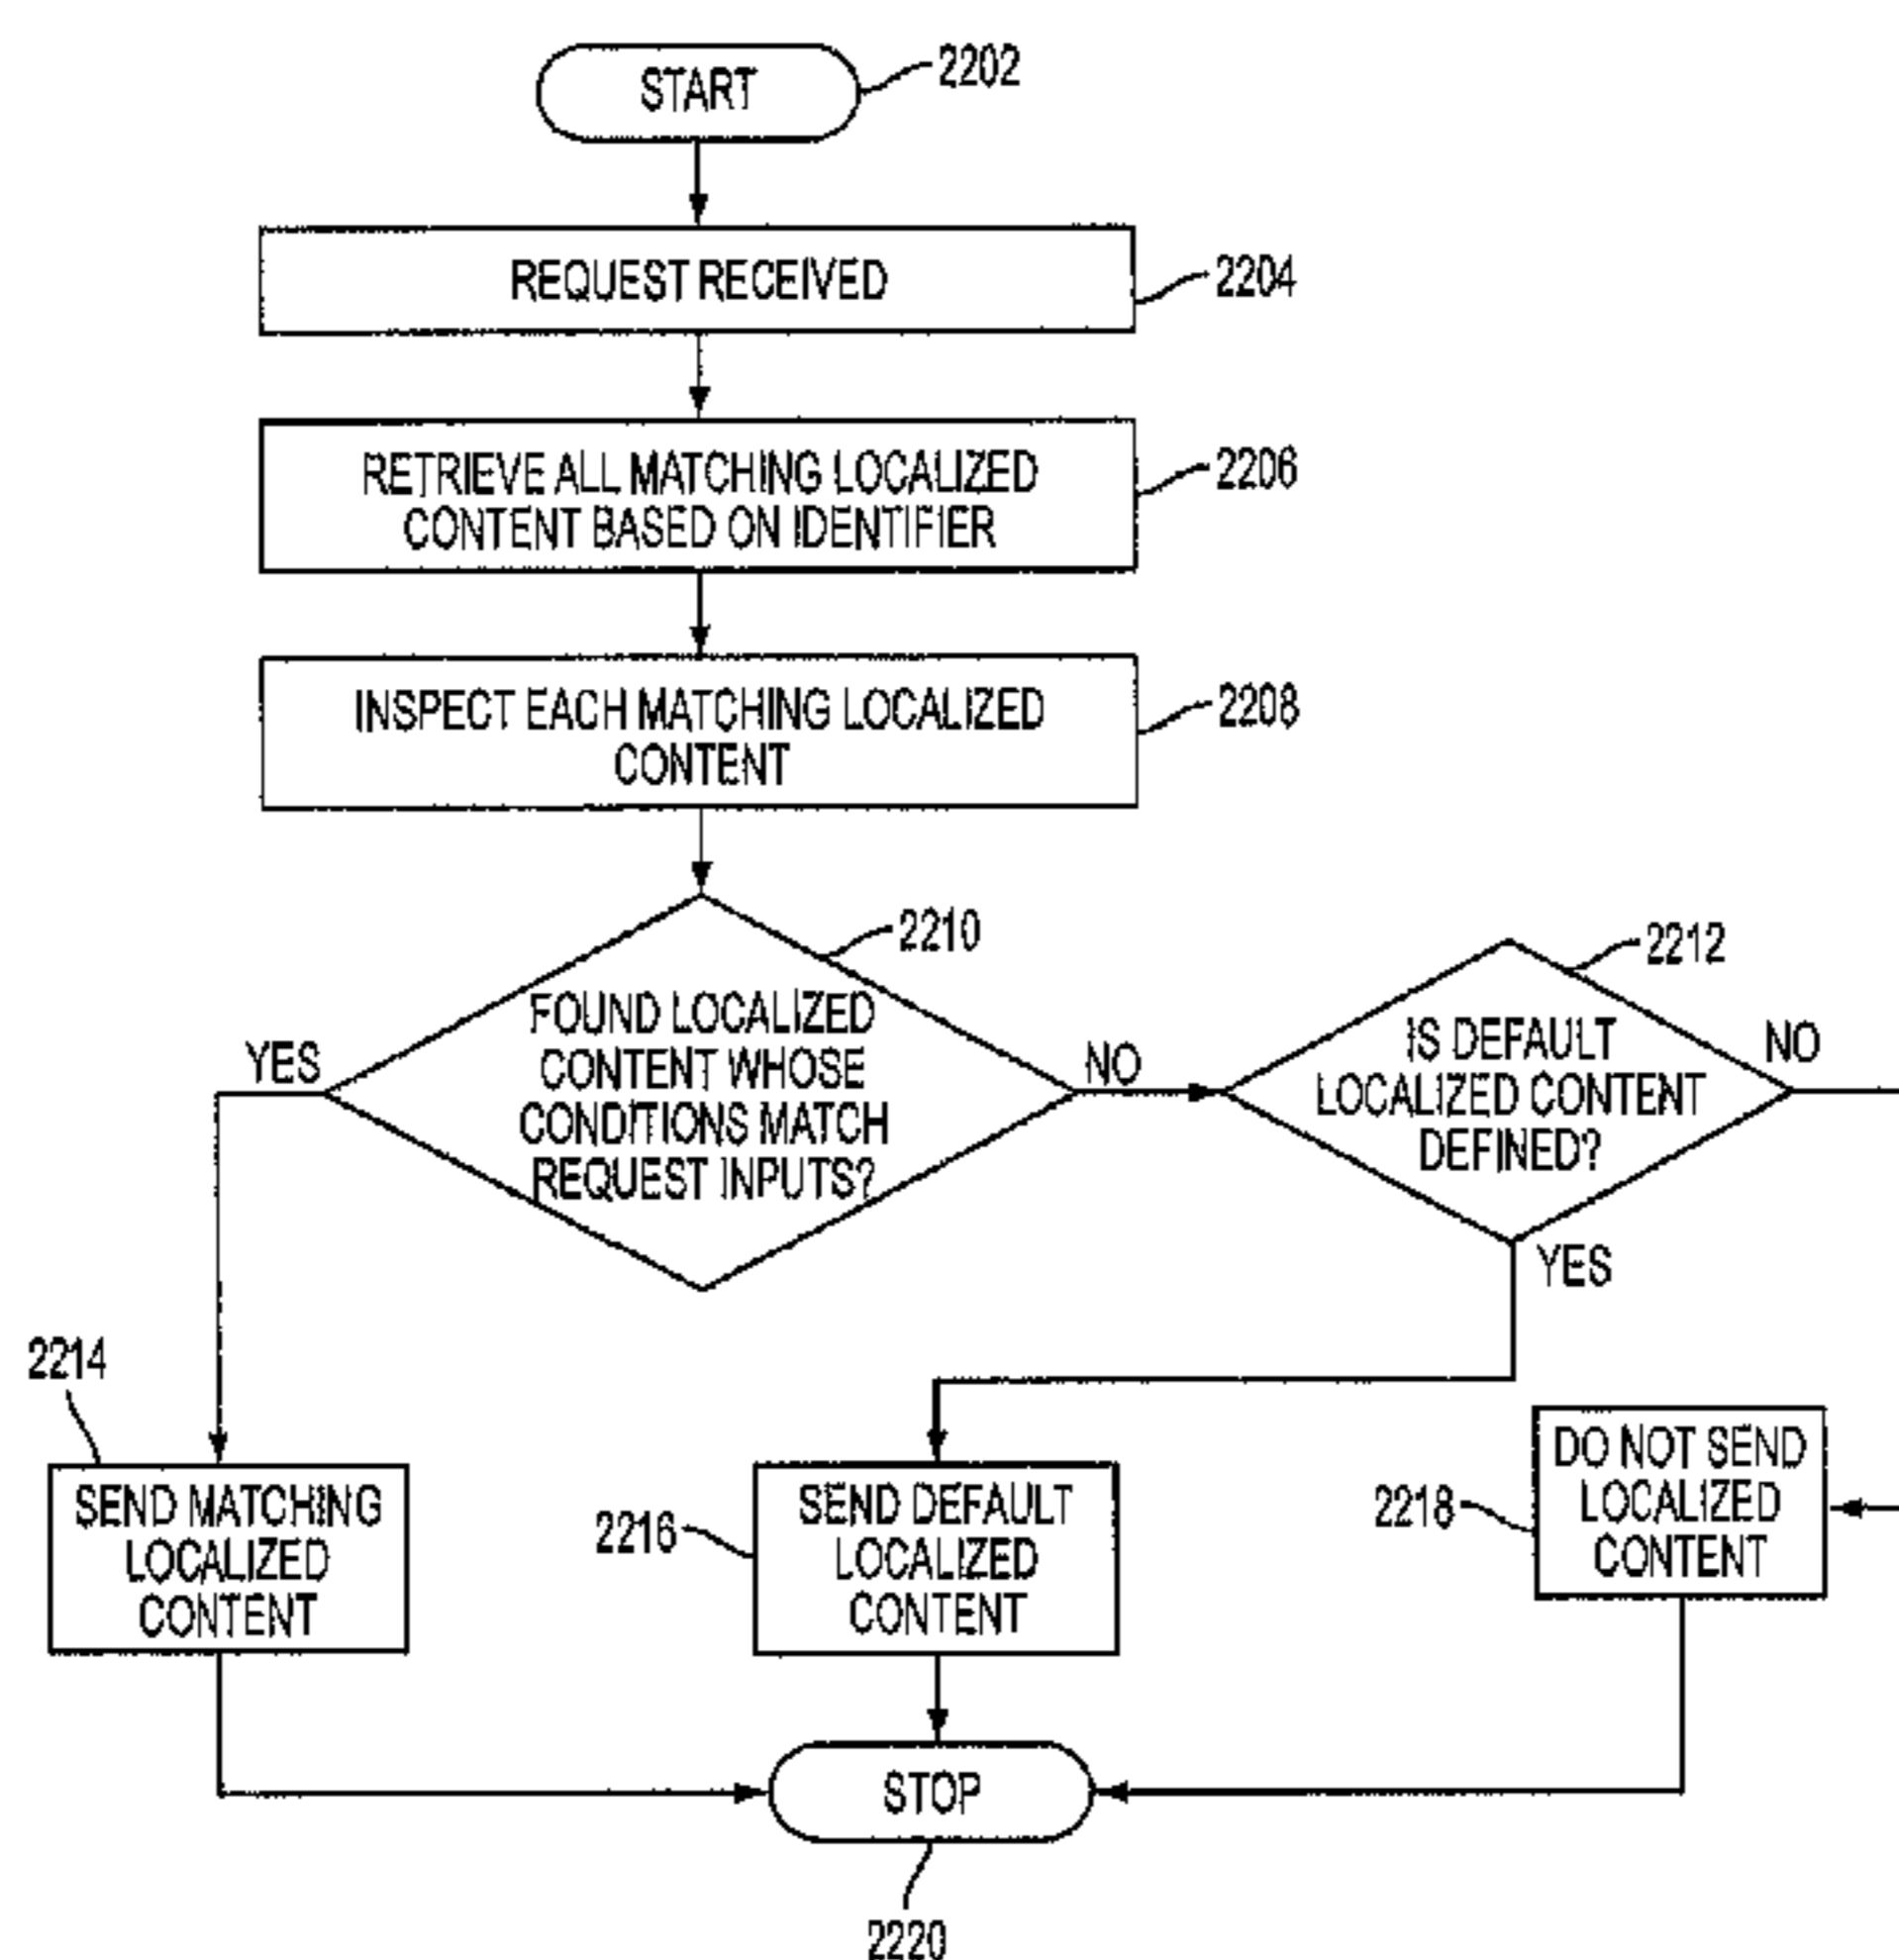 START
2202
REQUEST RECEIVED
2204
RETRIEVE ALL MATCHING LOCALIZED
CONTENT BASED ON IDENTIFIER
2206
INSPECT EACH MATCHING LOCALIZED
CONTENT
2208
2210
FOUND LOCALIZED
CONTENT WHOSE
CONDITIONS MATCH
REQUEST INPUTS?
YES
NO
2212
IS DEFAULT
LOCALIZED CONTENT
DEFINED?
NO
YES
2214
SEND MATCHING
LOCALIZED
CONTENT
2216
SEND DEFAULT
LOCALIZED
CONTENT
2218
DO NOT SEND
LOCALIZED
CONTENT
STOP
2220